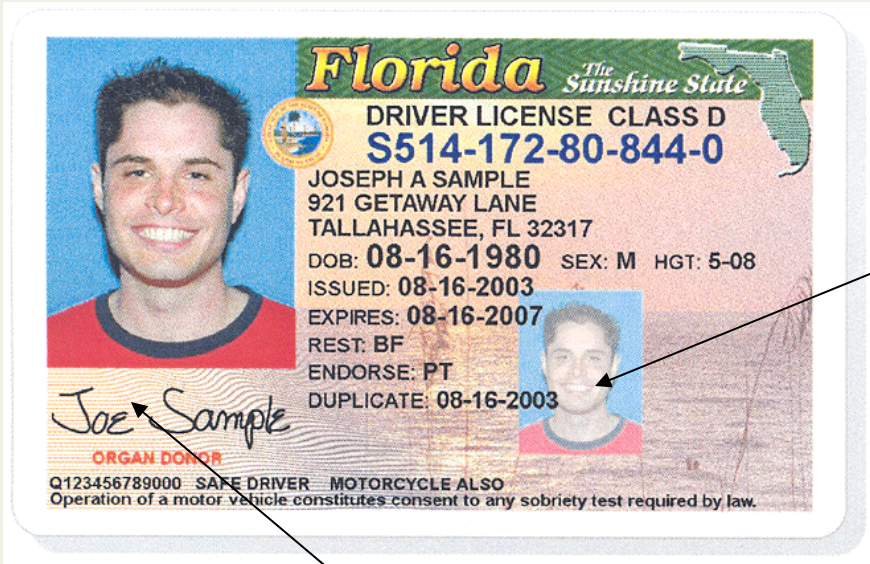 Florida The Sunshine State
DRIVER LICENSE CLASS D
S514-172-80-844-0
JOSEPH A SAMPLE
921 GETAWAY LANE
TALLAHASSEE, FL 32317
DOB: 08-16-1980 SEX: M HGT: 5-08
ISSUED: 08-16-2003
EXPIRES: 08-16-2007
REST: BF
ENDORSE: PT
DUPLICATE: 08-16-2003
Joe Sample
ORGAN DONOR
Q123456789000 SAFE DRIVER MOTORCYCLE ALSO
Operation of a motor vehicle constitutes consent to any sobriety test required by law.